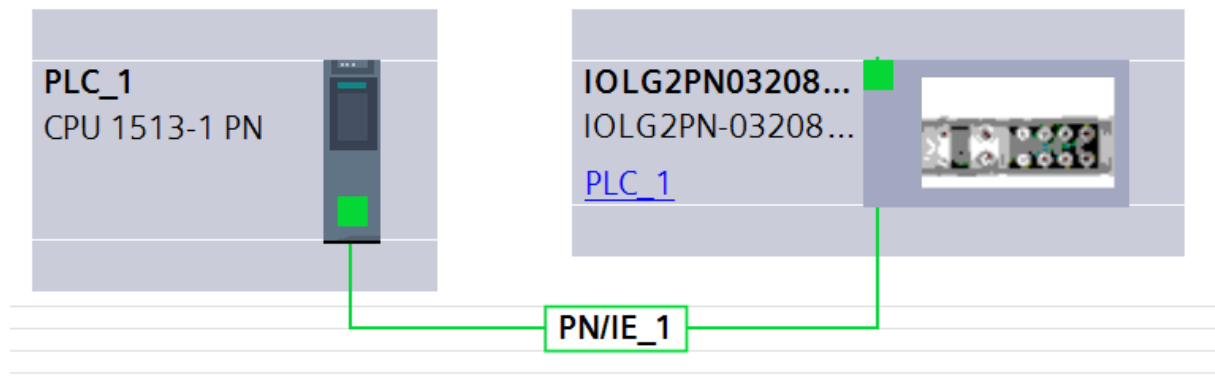 PLC_1
CPU 1513-1 PN
IOLG2PN03208...
IOLG2PN-03208...
PLC_1
PN/IE_1